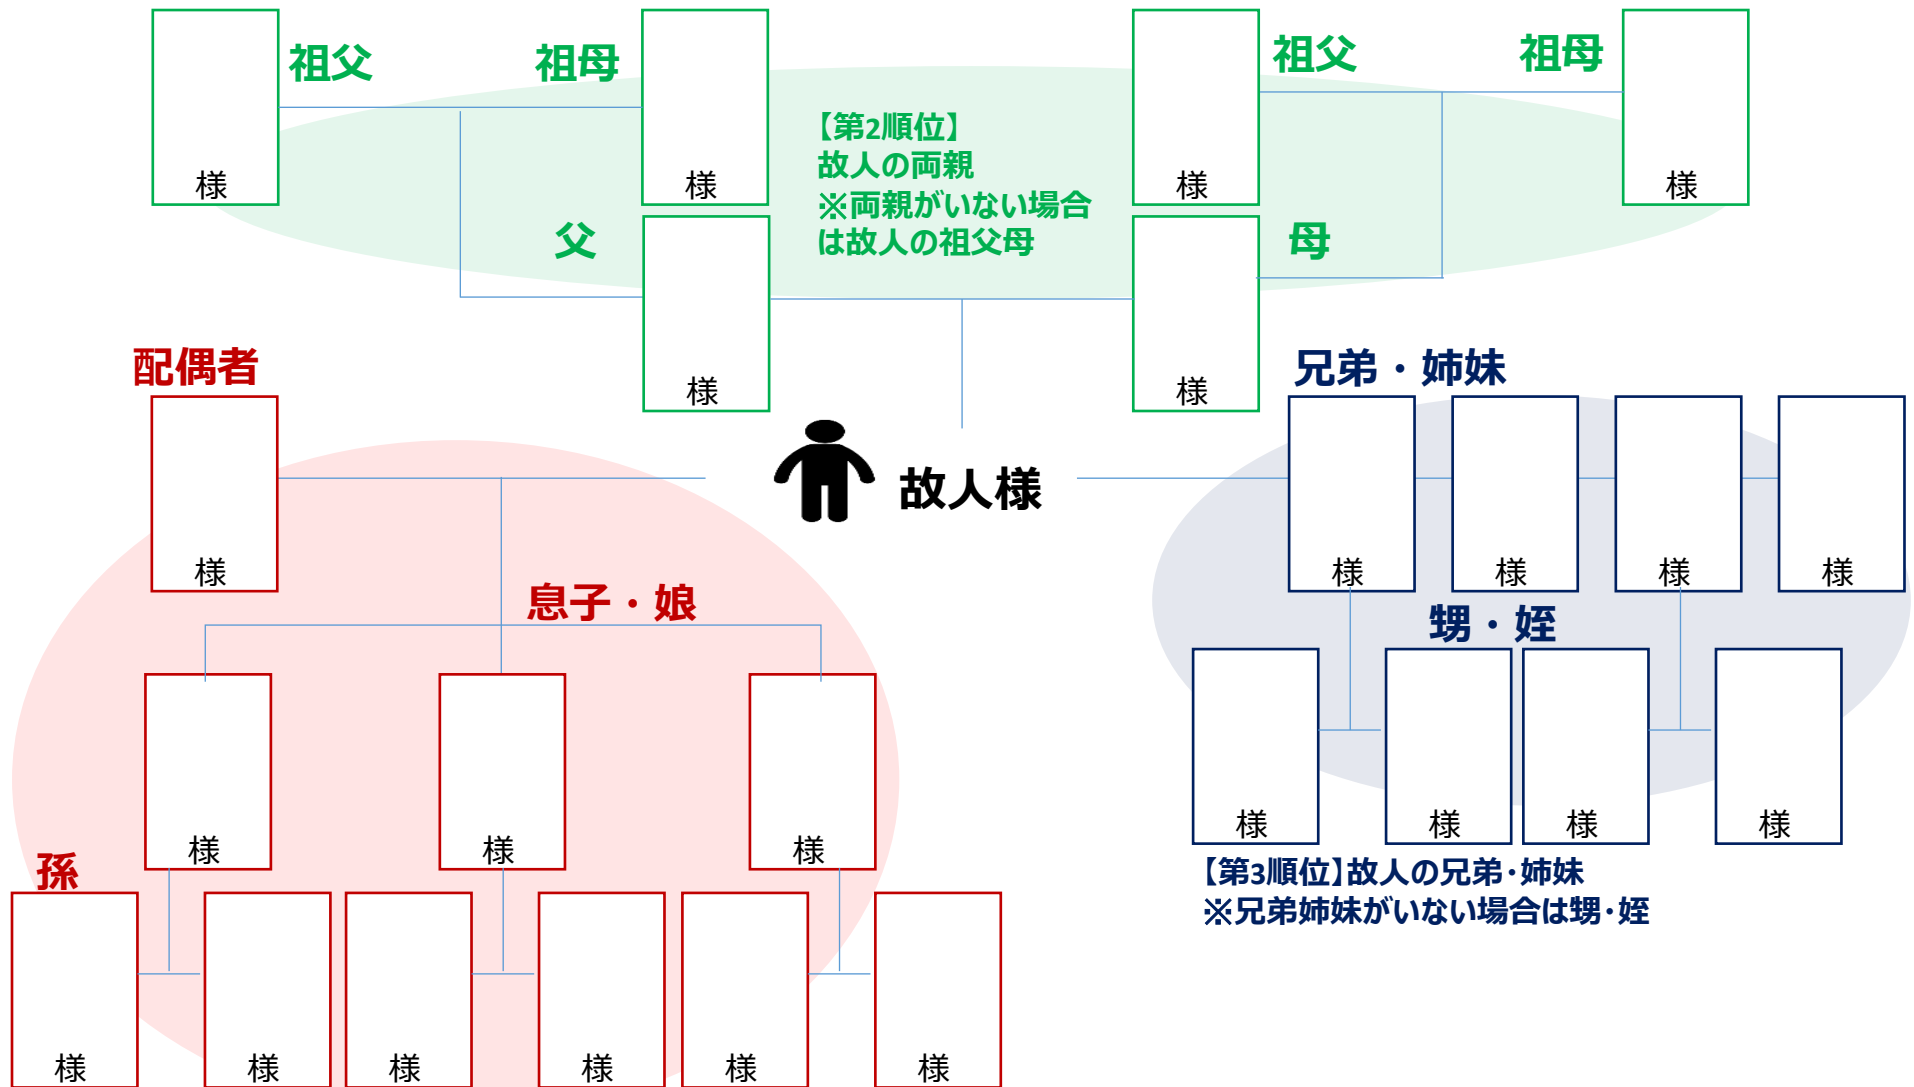 祖父
祖母
祖父
祖母
様
様
様
様
【第2順位】
故人の両親
※両親がいない場合
は故人の祖父母
父
母
様
様
配偶者
兄弟・姉妹
故人様
様
様
様
様
様
息子・娘
甥・姪
様
様
様
様
様
様
様
孫
【第3順位】故人の兄弟・姉妹
※兄弟姉妹がいない場合は甥・姪
様
様
様
様
様
様